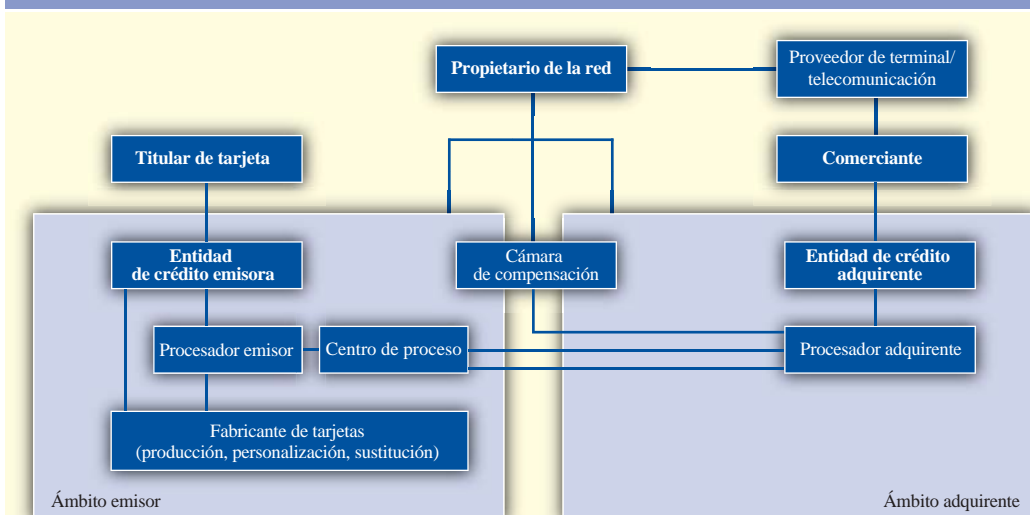 Propietario de la red
Proveedor de terminal/
telecomunicación
Titular de tarjeta
Comerciante
Entidad
de crédito emisora
Cámara
de compensación
Entidad de crédito
adquirente
Procesador emisor
Centro de proceso
Procesador adquirente
Fabricante de tarjetas
(producción, personalización, sustitución)
Ámbito emisor
Ámbito adquirente